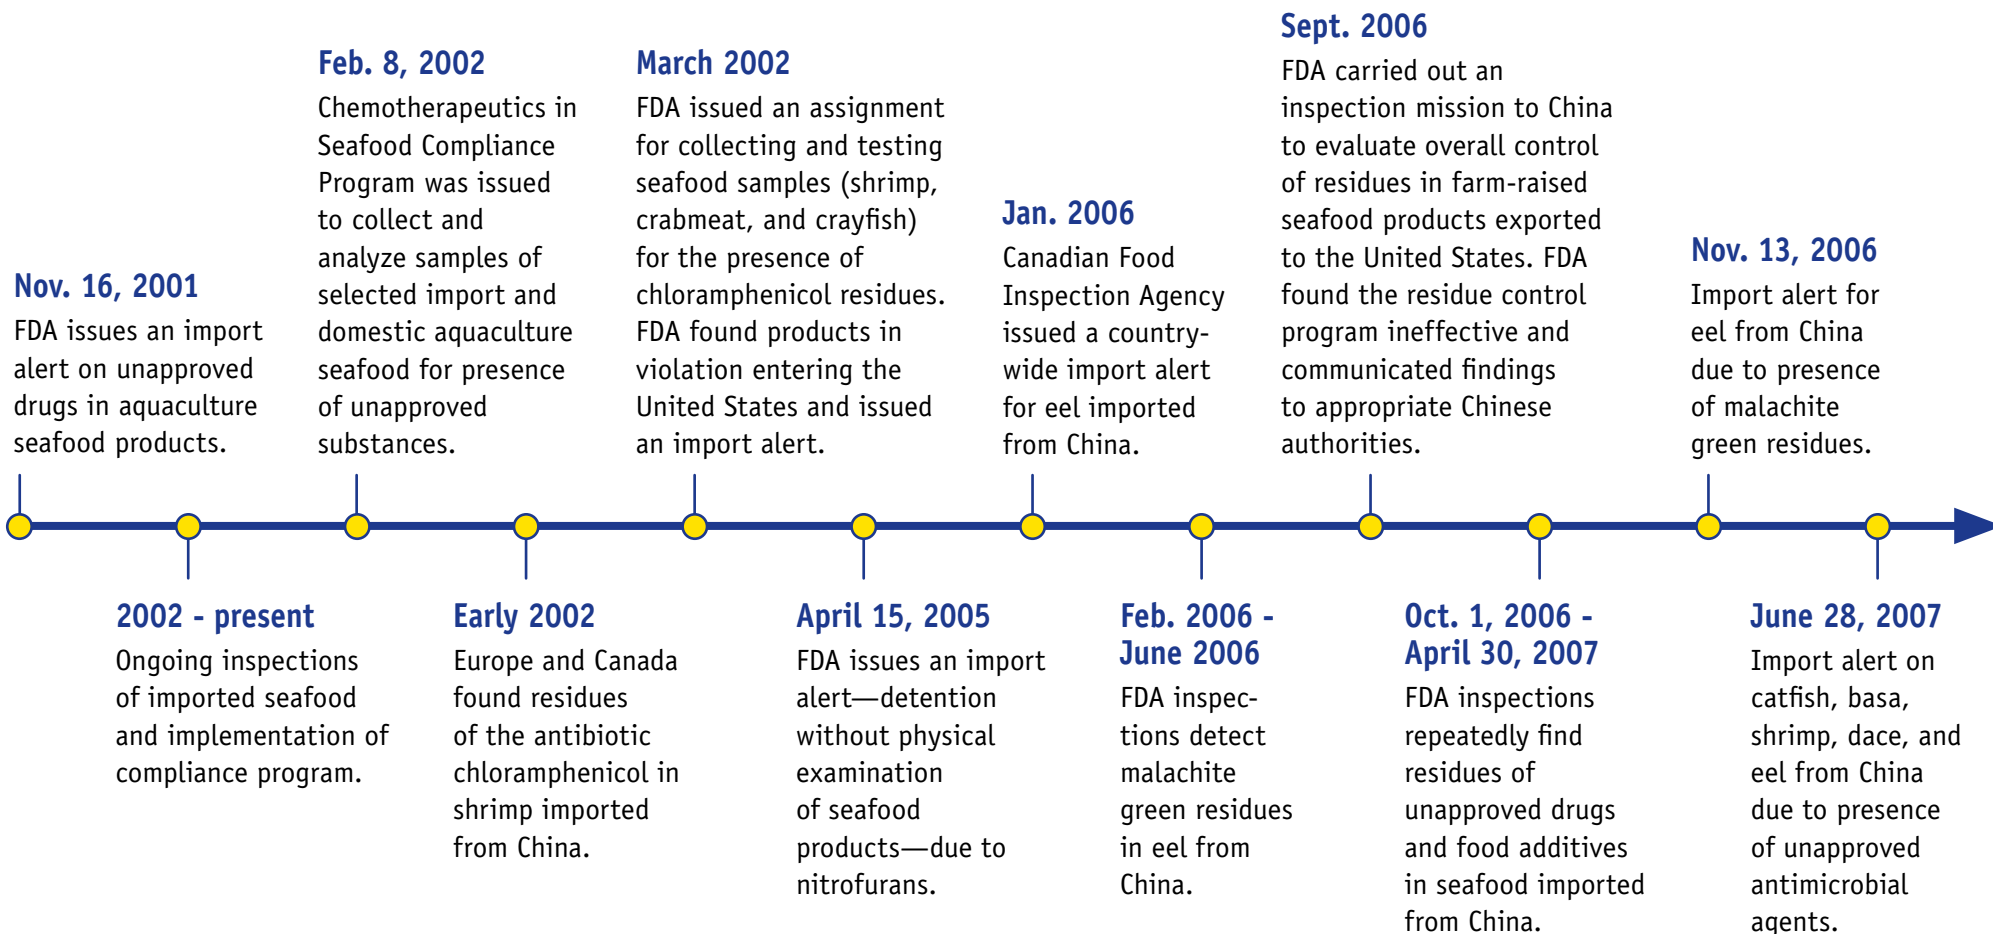 Nov. 16, 2001
FDA issues an import
alert on unapproved
drugs in aquaculture
seafood products.
2002 - present
Ongoing inspections
of imported seafood
and implementation of
compliance program.
Feb. 8, 2002
Chemotherapeutics in
Seafood Compliance
Program was issued
to collect and
analyze samples of
selected import and
domestic aquaculture
seafood for presence
of unapproved
substances.
Early 2002
Europe and Canada
found residues
of the antibiotic
chloramphenicol in
shrimp imported
from China.
March 2002
FDA issued an assignment
for collecting and testing
seafood samples (shrimp,
crabmeat, and crayfish)
for the presence of
chloramphenicol residues.
FDA found products in
violation entering the
United States and issued
an import alert.
April 15, 2005
FDA issues an import
alert—detention
without physical
examination
of seafood
products—due to
nitrofurans.
Jan. 2006
Canadian Food
Inspection Agency
issued a country-
wide import alert
for eel imported
from China.
Feb. 2006 -
June 2006
FDA inspec-
tions detect
malachite
green residues
in eel from
China.
Sept. 2006
FDA carried out an
inspection mission to China
to evaluate overall control
of residues in farm-raised
seafood products exported
to the United States. FDA
found the residue control
program ineffective and
communicated findings
to appropriate Chinese
authorities.
Oct. 1, 2006 -
April 30, 2007
FDA inspections
repeatedly find
residues of
unapproved drugs
and food additives
in seafood imported
from China.
Nov. 13, 2006
Import alert for
eel from China
due to presence
of malachite
green residues.
June 28, 2007
Import alert on
catfish, basa,
shrimp, dace, and
eel from China
due to presence
of unapproved
antimicrobial
agents.